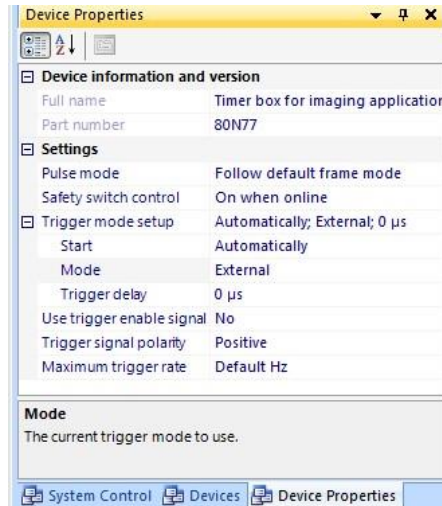 Device Properties
Device information and version
Full name Timer box for imaging application
Part number 80N77
Settings
Pulse mode Follow default frame mode
Safety switch control On when online
Trigger mode setup Automatically; External; 0 µs
Start Automatically
Mode External
Trigger delay 0 µs
Use trigger enable signal No
Trigger signal polarity Positive
Maximum trigger rate Default Hz
Mode
The current trigger mode to use.
System Control Devices Device Properties